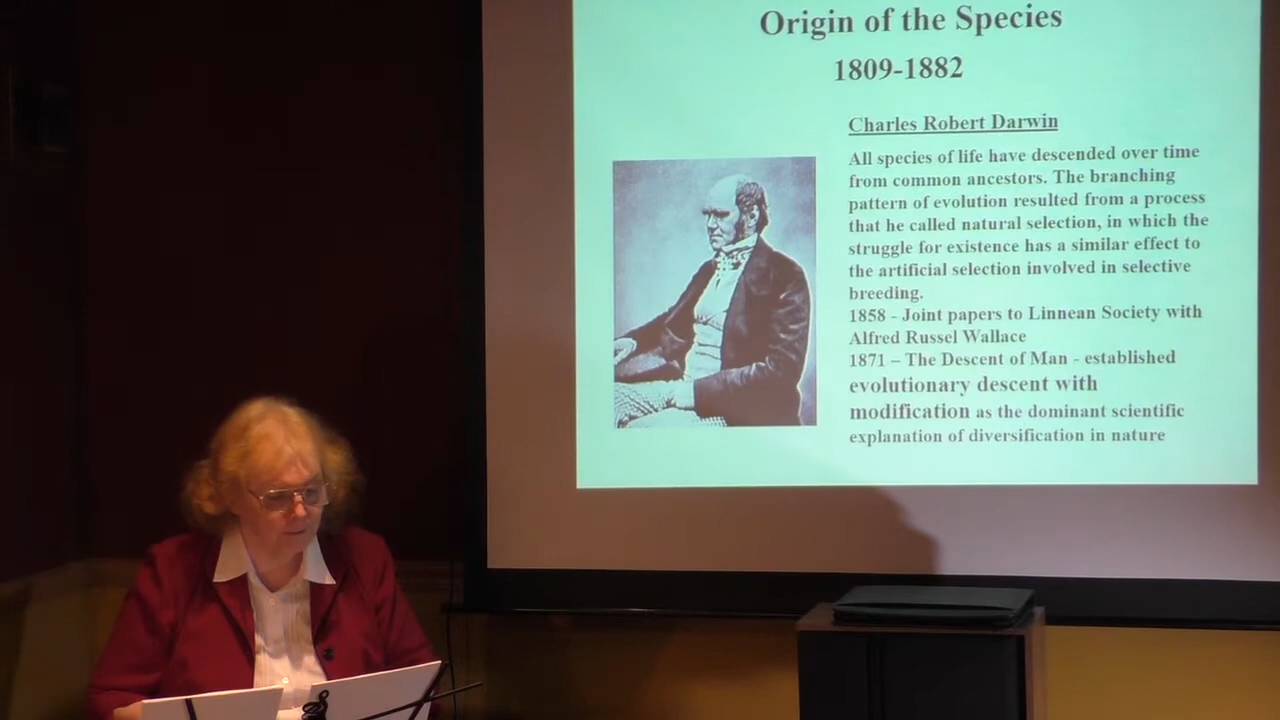 Origin of the Species
1809-1882
Charles Robert Darwin
All species of life have descended over time
from common ancestors. The branching
pattern of evolution resulted from a process
that he called natural selection, in which the
struggle for existence has a similar effect to
the artificial selection involved in selective
breeding.
1858 - Joint papers to Linnean Society with
Alfred Russel Wallace
1871 – The Descent of Man - established
evolutionary descent with
modification as the dominant scientific
explanation of diversification in nature